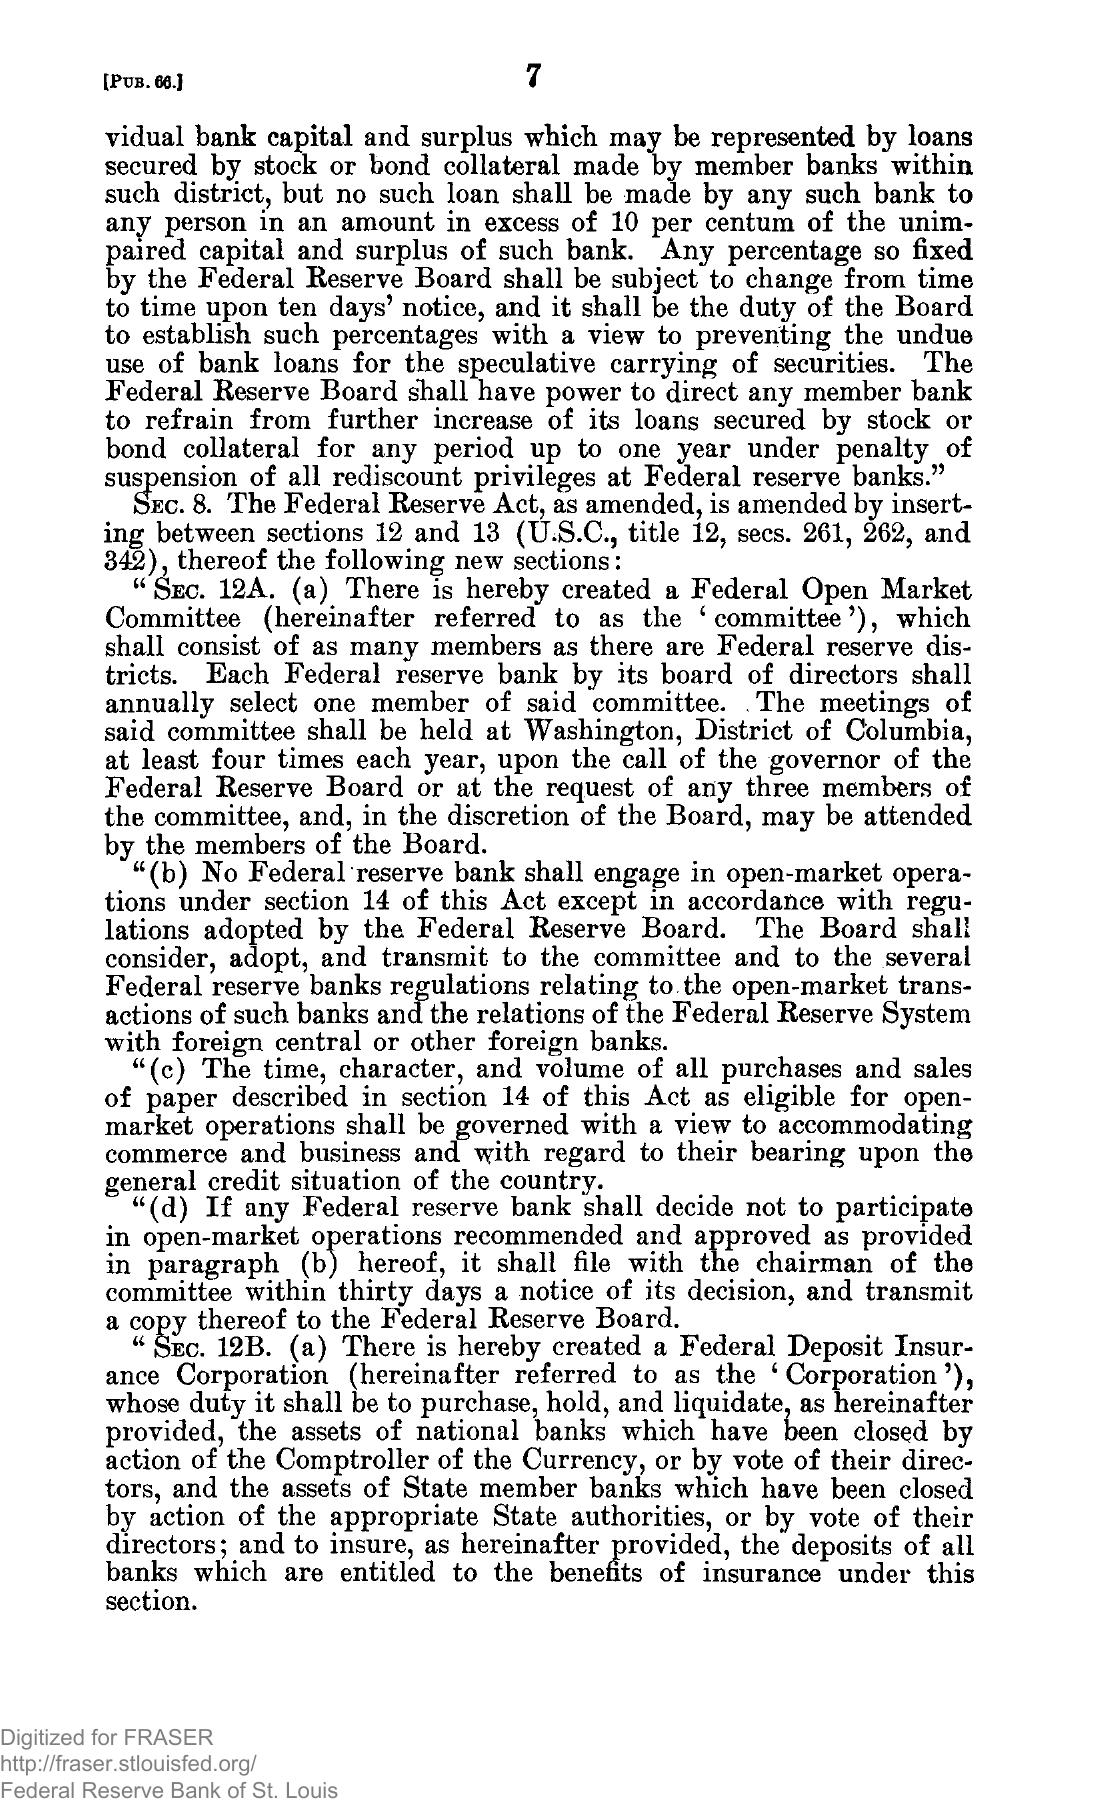 [PUB. 66.]
7
vidual bank capital and surplus which may be represented by loans
secured by stock or bond collateral made by member banks within
such district, but no such loan shall be made by any such bank to
any person in an amount in excess of 10 per centum of the unim-
paired capital and surplus of such bank. Any percentage so fixed
by the Federal Reserve Board shall be subject to change from time
to time upon ten days’ notice, and it shall be the duty of the Board
to establish such percentages with a view to preventing the undue
use of bank loans for the speculative carrying of securities. The
Federal Reserve Board shall have power to direct any member bank
to refrain from further increase of its loans secured by stock or
bond collateral for any period up to one year under penalty of
suspension of all rediscount privileges at Federal reserve banks.”
SEC. 8. The Federal Reserve Act, as amended, is amended by insert-
ing between sections 12 and 13 (U.S.C., title 12, secs. 261, 262, and
342), thereof the following new sections:
“SEC. 12A. (a) There is hereby created a Federal Open Market
Committee (hereinafter referred to as the ‘committee’), which
shall consist of as many members as there are Federal reserve dis-
tricts. Each Federal reserve bank by its board of directors shall
annually select one member of said committee. The meetings of
said committee shall be held at Washington, District of Columbia,
at least four times each year, upon the call of the governor of the
Federal Reserve Board or at the request of any three members of
the committee, and, in the discretion of the Board, may be attended
by the members of the Board.
“(b) No Federal reserve bank shall engage in open-market opera-
tions under section 14 of this Act except in accordance with regu-
lations adopted by the Federal Reserve Board. The Board shall
consider, adopt, and transmit to the committee and to the several
Federal reserve banks regulations relating to the open-market trans-
actions of such banks and the relations of the Federal Reserve System
with foreign central or other foreign banks.
“(c) The time, character, and volume of all purchases and sales
of paper described in section 14 of this Act as eligible for open-
market operations shall be governed with a view to accommodating
commerce and business and with regard to their bearing upon the
general credit situation of the country.
“(d) If any Federal reserve bank shall decide not to participate
in open-market operations recommended and approved as provided
in paragraph (b) hereof, it shall file with the chairman of the
committee within thirty days a notice of its decision, and transmit
a copy thereof to the Federal Reserve Board.
“SEC. 12B. (a) There is hereby created a Federal Deposit Insur-
ance Corporation (hereinafter referred to as the ‘Corporation’),
whose duty it shall be to purchase, hold, and liquidate, as hereinafter
provided, the assets of national banks which have been closed by
action of the Comptroller of the Currency, or by vote of their direc-
tors, and the assets of State member banks which have been closed
by action of the appropriate State authorities, or by vote of their
directors; and to insure, as hereinafter provided, the deposits of all
banks which are entitled to the benefits of insurance under this
section.
Digitized for FRASER
http://fraser.stlouisfed.org/
Federal Reserve Bank of St. Louis